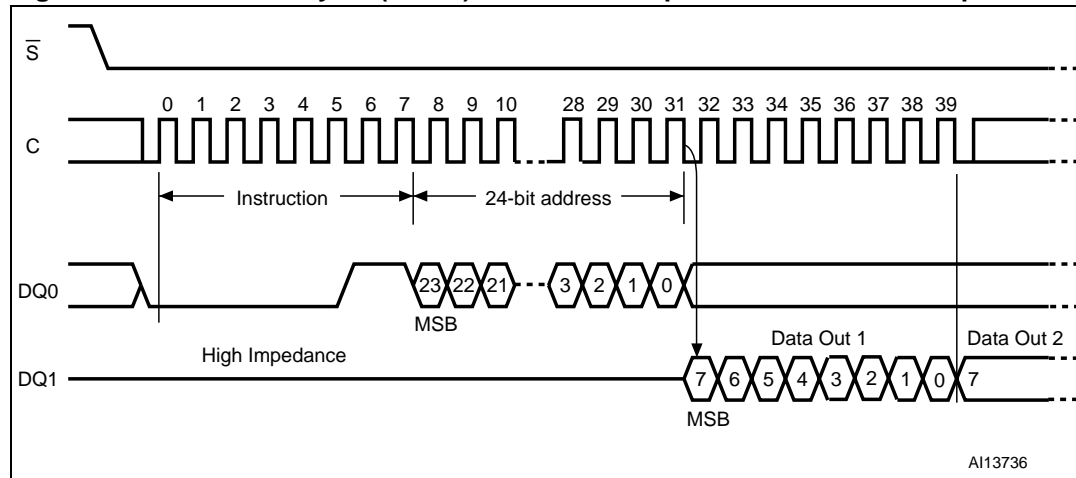 S
0 1 2 3 4 5 6 7 8 9 10 28 29 30 31 32 33 34 35 36 37 38 39
C
Instruction 24-bit address
DQ0 23 22 21 3 2 1 0
MSB
High Impedance Data Out 1 Data Out 2
DQ1 7 6 5 4 3 2 1 0 7
MSB
AI13736